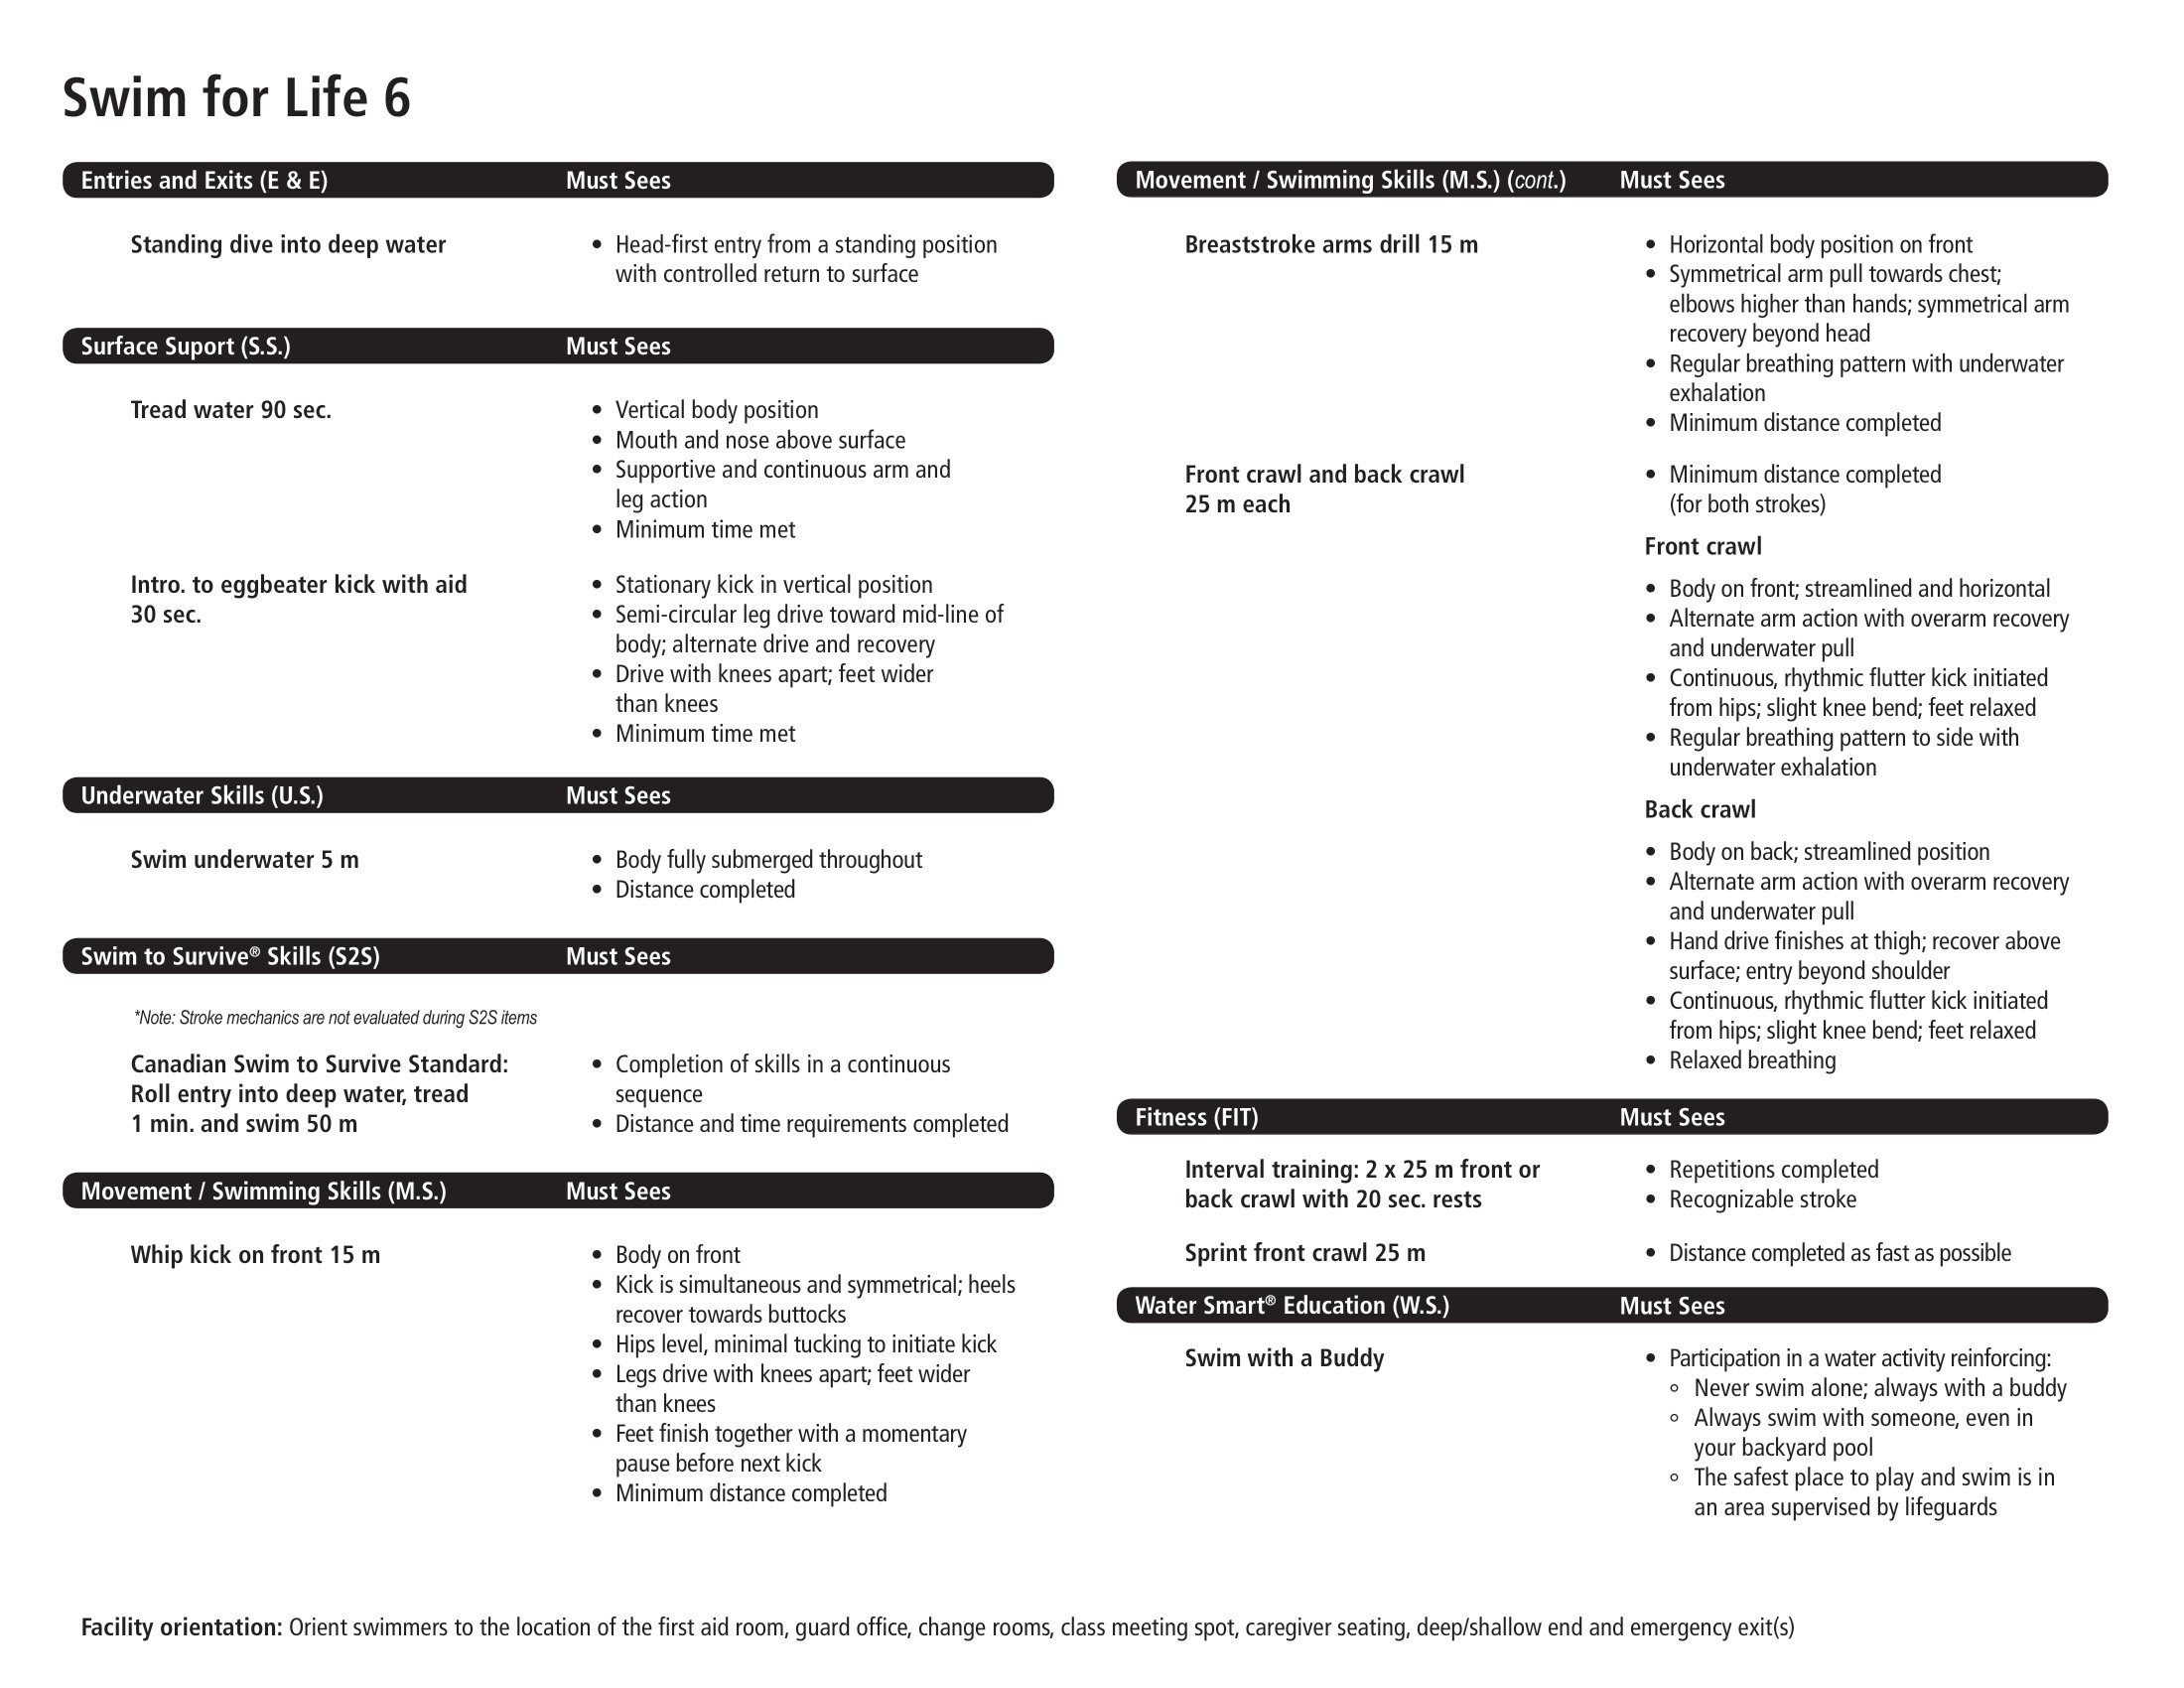 Swim for Life 6
Entries and Exits (E & E) Must Sees
Standing dive into deep water
• Head-first entry from a standing position
with controlled return to surface
Surface Suport (S.S.) Must Sees
Tread water 90 sec.
• Vertical body position
• Mouth and nose above surface
• Supportive and continuous arm and
leg action
• Minimum time met
Intro. to eggbeater kick with aid
30 sec.
• Stationary kick in vertical position
• Semi-circular leg drive toward mid-line of
body; alternate drive and recovery
• Drive with knees apart; feet wider
than knees
• Minimum time met
Underwater Skills (U.S.) Must Sees
Swim underwater 5 m
• Body fully submerged throughout
• Distance completed
Swim to Survive® Skills (S2S) Must Sees
*Note: Stroke mechanics are not evaluated during S2S items
Canadian Swim to Survive Standard:
Roll entry into deep water, tread
1 min. and swim 50 m
• Completion of skills in a continuous
sequence
• Distance and time requirements completed
Movement / Swimming Skills (M.S.) Must Sees
Whip kick on front 15 m
• Body on front
• Kick is simultaneous and symmetrical; heels
recover towards buttocks
• Hips level, minimal tucking to initiate kick
• Legs drive with knees apart; feet wider
than knees
• Feet finish together with a momentary
pause before next kick
• Minimum distance completed
Movement / Swimming Skills (M.S.) (cont.) Must Sees
Breaststroke arms drill 15 m
• Horizontal body position on front
• Symmetrical arm pull towards chest;
elbows higher than hands; symmetrical arm
recovery beyond head
• Regular breathing pattern with underwater
exhalation
• Minimum distance completed
Front crawl and back crawl
25 m each
• Minimum distance completed
(for both strokes)
Front crawl
• Body on front; streamlined and horizontal
• Alternate arm action with overarm recovery
and underwater pull
• Continuous, rhythmic flutter kick initiated
from hips; slight knee bend; feet relaxed
• Regular breathing pattern to side with
underwater exhalation
Back crawl
• Body on back; streamlined position
• Alternate arm action with overarm recovery
and underwater pull
• Hand drive finishes at thigh; recover above
surface; entry beyond shoulder
• Continuous, rhythmic flutter kick initiated
from hips; slight knee bend; feet relaxed
• Relaxed breathing
Fitness (FIT) Must Sees
Interval training: 2 x 25 m front or
back crawl with 20 sec. rests
• Repetitions completed
• Recognizable stroke
Sprint front crawl 25 m
• Distance completed as fast as possible
Water Smart® Education (W.S.) Must Sees
Swim with a Buddy
• Participation in a water activity reinforcing:
◦ Never swim alone; always with a buddy
◦ Always swim with someone, even in
your backyard pool
◦ The safest place to play and swim is in
an area supervised by lifeguards
Facility orientation: Orient swimmers to the location of the first aid room, guard office, change rooms, class meeting spot, caregiver seating, deep/shallow end and emergency exit(s)